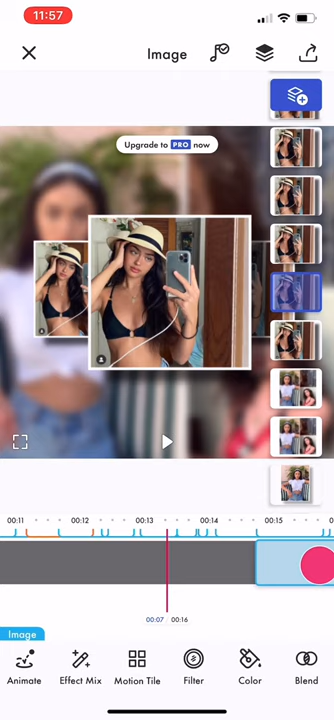 11:57
Image
Upgrade to PRO now
00:11 00:12 00:13 00:14 00:15
00:07 00:16
Image
Animate Effect Mix Motion Tile Filter Color Blend